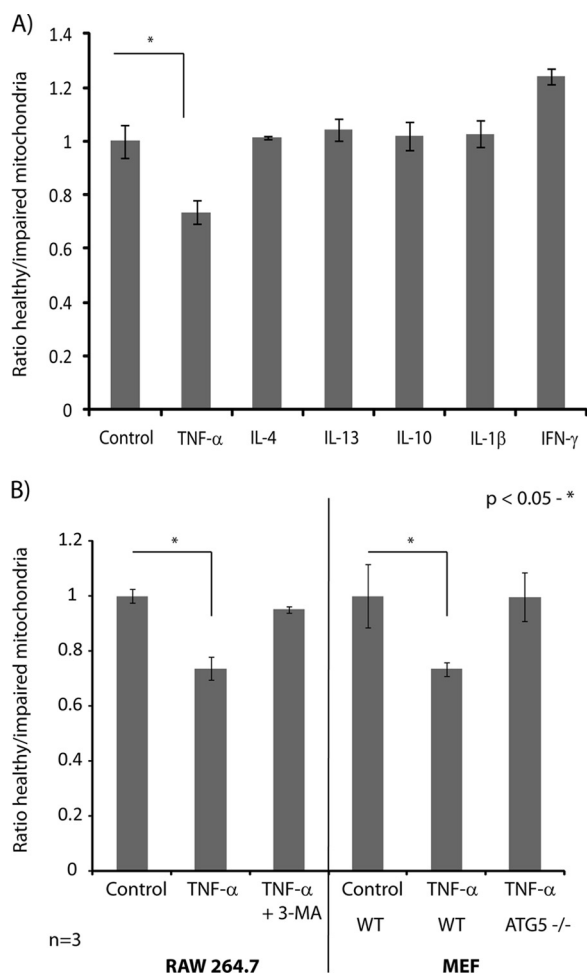 A)
Ratio healthy/impaired mitochondria
1.4
1.2
1
0.8
0.6
0.4
0.2
0
*
Control TNF-α IL-4 IL-13 IL-10 IL-1β IFN-γ
B)
p < 0.05 - *
Ratio healthy/impaired mitochondria
1.2
1
0.8
0.6
0.4
0.2
0
* *
Control TNF-α TNF-α Control TNF-α TNF-α
+ 3-MA WT WT ATG5 -/-
n=3
RAW 264.7 MEF